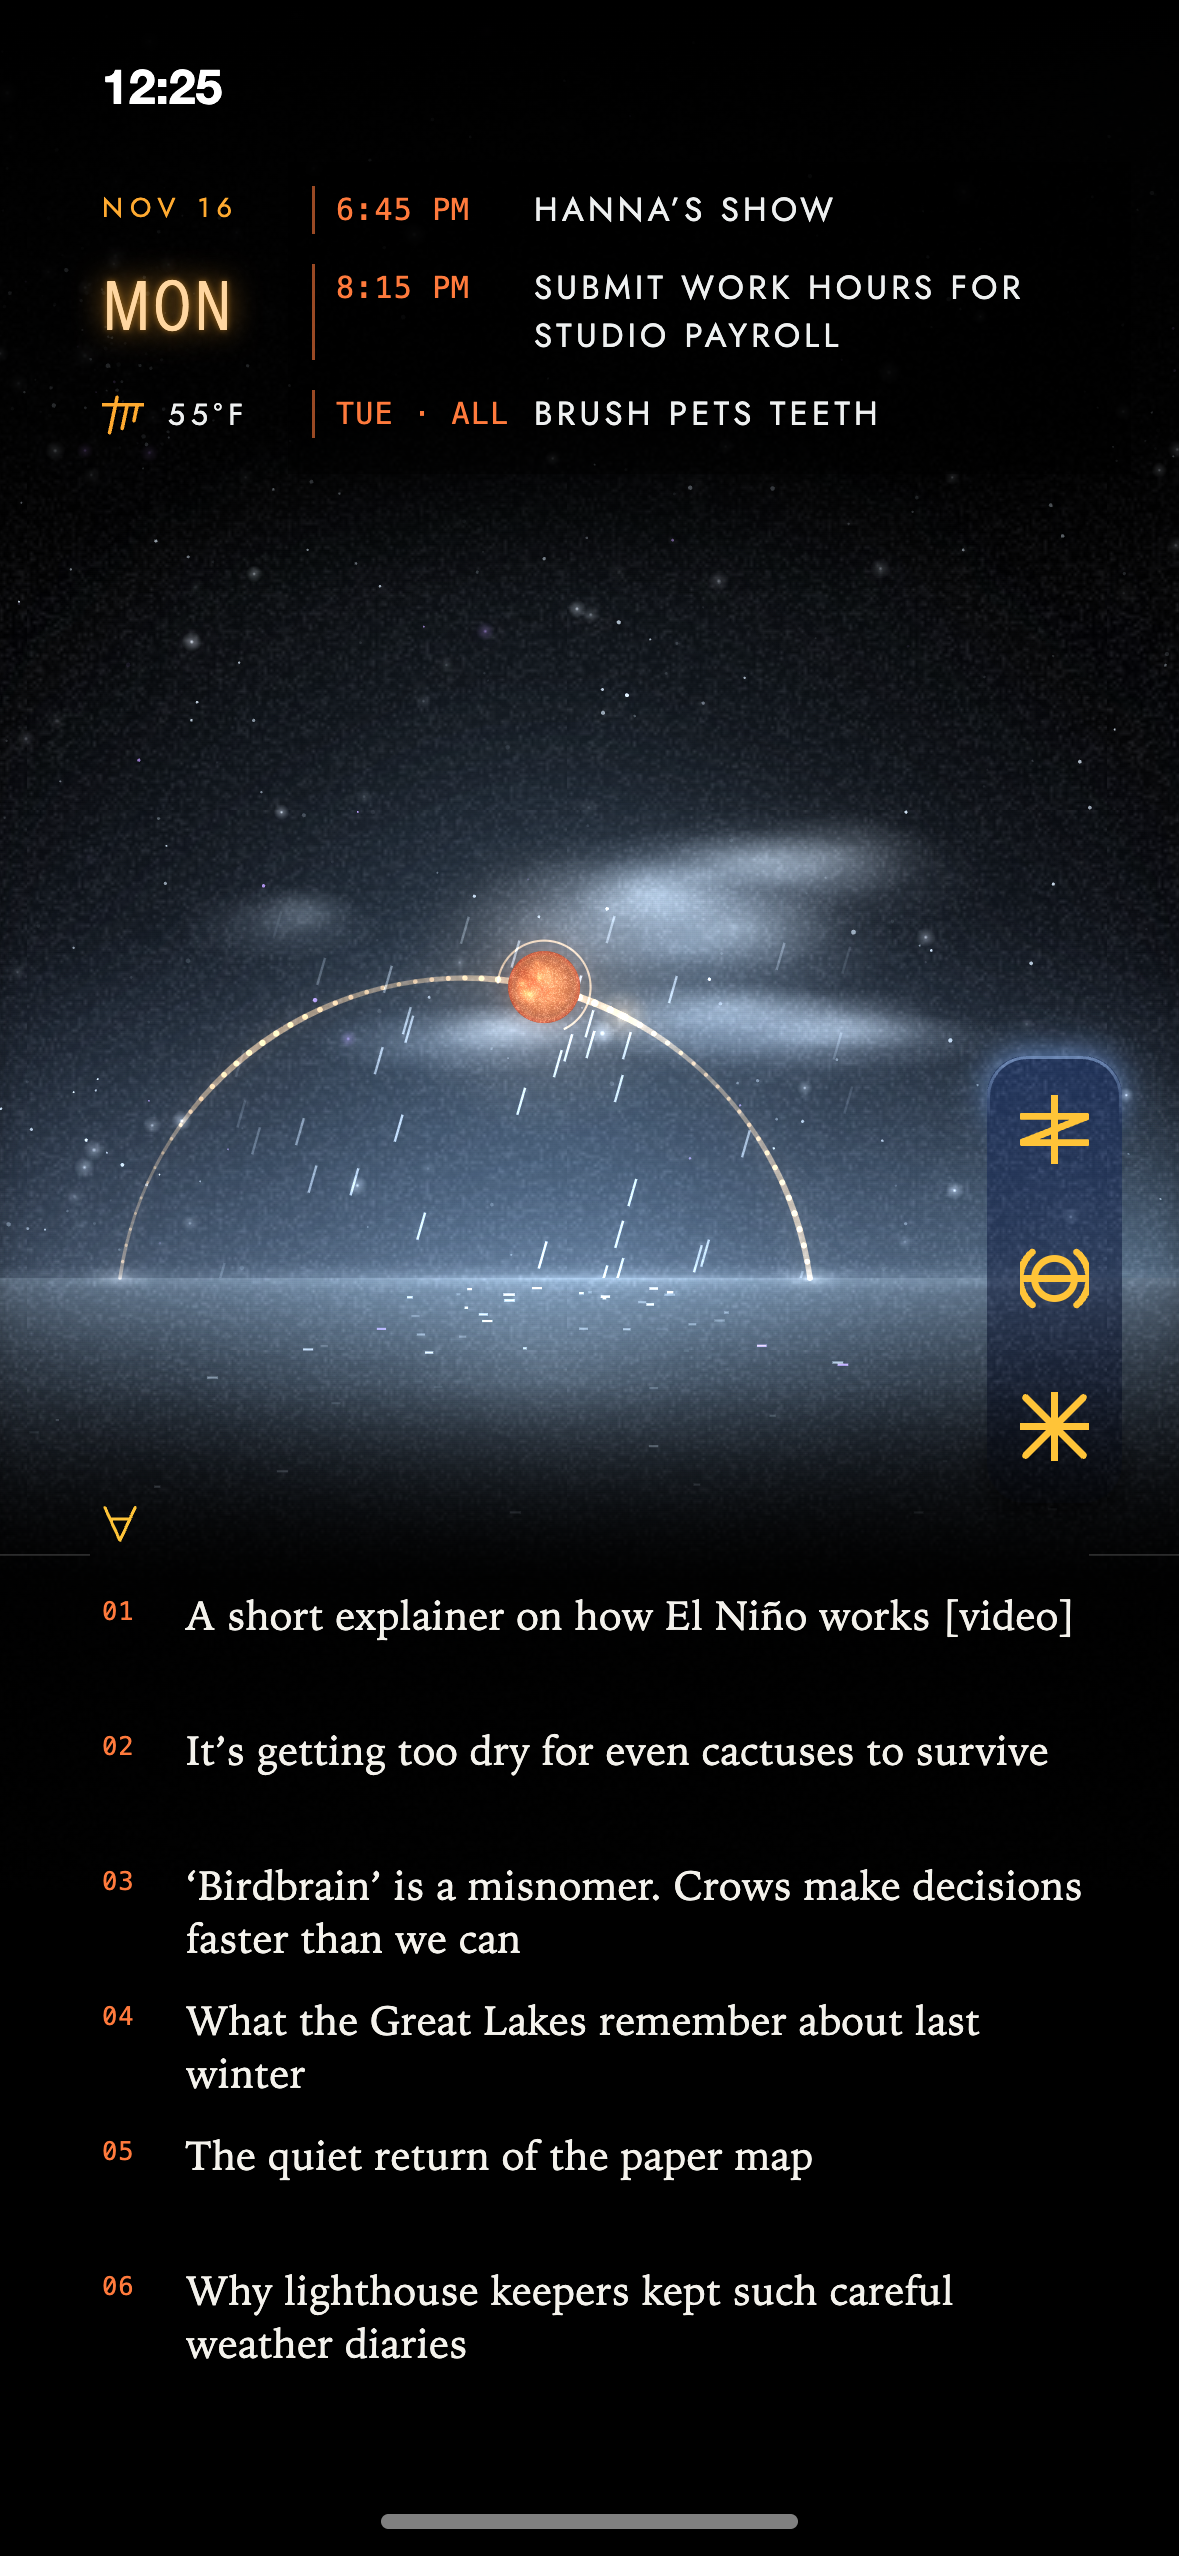 12:25
NOV 16
MON
55°F
6:45 PM HANNA’S SHOW
8:15 PM SUBMIT WORK HOURS FOR
STUDIO PAYROLL
TUE · ALL BRUSH PETS TEETH
01 A short explainer on how El Niño works [video]
02 It’s getting too dry for even cactuses to survive
03 ‘Birdbrain’ is a misnomer. Crows make decisions
faster than we can
04 What the Great Lakes remember about last
winter
05 The quiet return of the paper map
06 Why lighthouse keepers kept such careful
weather diaries